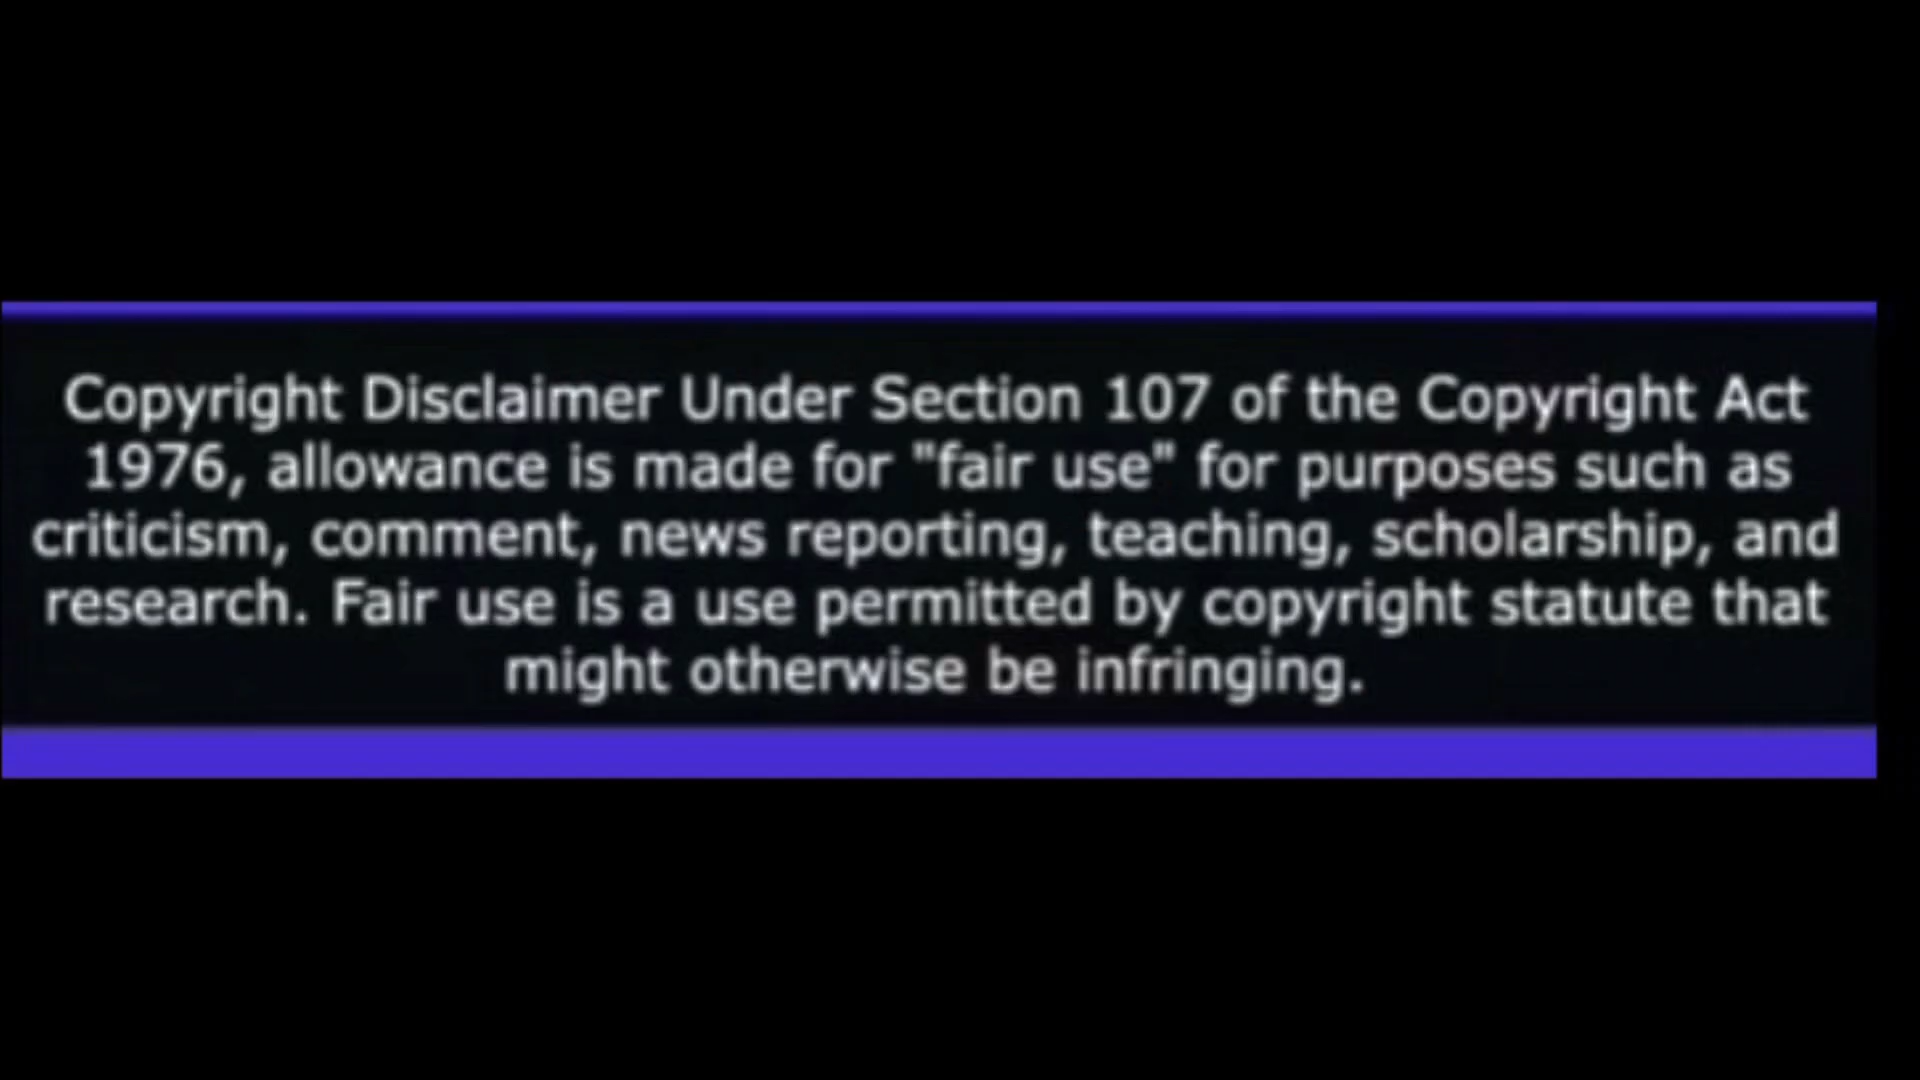 Copyright Disclaimer Under Section 107 of the Copyright Act
1976, allowance is made for "fair use" for purposes such as
criticism, comment, news reporting, teaching, scholarship, and
research. Fair use is a use permitted by copyright statute that
might otherwise be infringing.